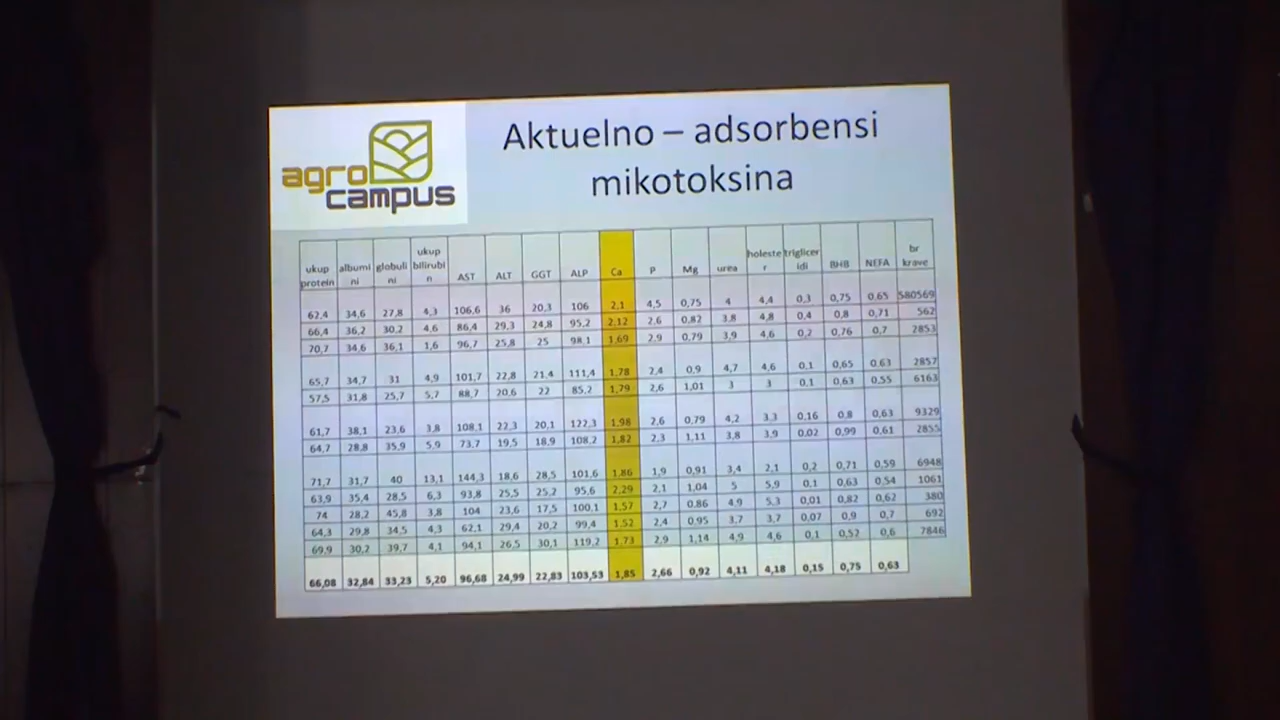 agro
campus
Aktuelno – adsorbensi
mikotoksina
ukup protein albumi ni globuli ni ukup bilirubi n AST ALT GGT ALP Ca P Mg urea holeste r triglicer idi BHB NEFA br krave
62,4 34,6 27,8 4,3 106,6 36 20,3 106 2,1 4,5 0,75 4 4,4 0,3 0,75 0,65 580569
66,4 36,2 30,2 4,6 86,4 29,3 24,8 95,2 2,12 2,6 0,82 3,8 4,8 0,4 0,8 0,71 562
70,7 34,6 36,1 1,6 96,7 25,8 25 98,1 1,69 2,9 0,79 3,9 4,6 0,2 0,76 0,7 2853
65,7 34,7 31 4,9 101,7 22,8 21,4 111,4 1,78 2,4 0,9 4,7 4,6 0,1 0,65 0,63 2857
57,5 31,8 25,7 5,7 88,7 20,6 22 85,2 1,79 2,6 1,01 3 3 0,1 0,63 0,55 6163
61,7 38,1 23,6 3,8 108,1 22,3 20,1 122,3 1,98 2,6 0,79 4,2 3,3 0,16 0,8 0,63 9329
64,7 28,8 35,9 5,9 73,7 19,5 18,9 108,2 1,82 2,3 1,11 3,8 3,9 0,02 0,99 0,61 2855
71,7 31,7 40 13,1 144,3 18,6 28,5 101,6 1,86 1,9 0,91 3,4 2,1 0,2 0,71 0,59 6948
63,9 35,4 28,5 6,3 93,8 25,5 25,2 95,6 2,29 2,1 1,04 5 5,9 0,1 0,63 0,54 1061
74 28,2 45,8 3,8 104 23,6 17,5 100,1 1,57 2,7 0,86 4,9 5,3 0,01 0,82 0,62 380
64,3 29,8 34,5 4,3 62,1 29,4 20,2 99,4 1,52 2,4 0,95 3,7 3,7 0,07 0,9 0,7 692
69,9 30,2 39,7 4,1 94,1 26,5 30,1 119,2 1,73 2,9 1,14 4,9 4,6 0,1 0,52 0,6 7846
66,08 32,84 33,23 5,20 96,68 24,99 22,83 103,53 1,85 2,66 0,92 4,11 4,18 0,15 0,75 0,63